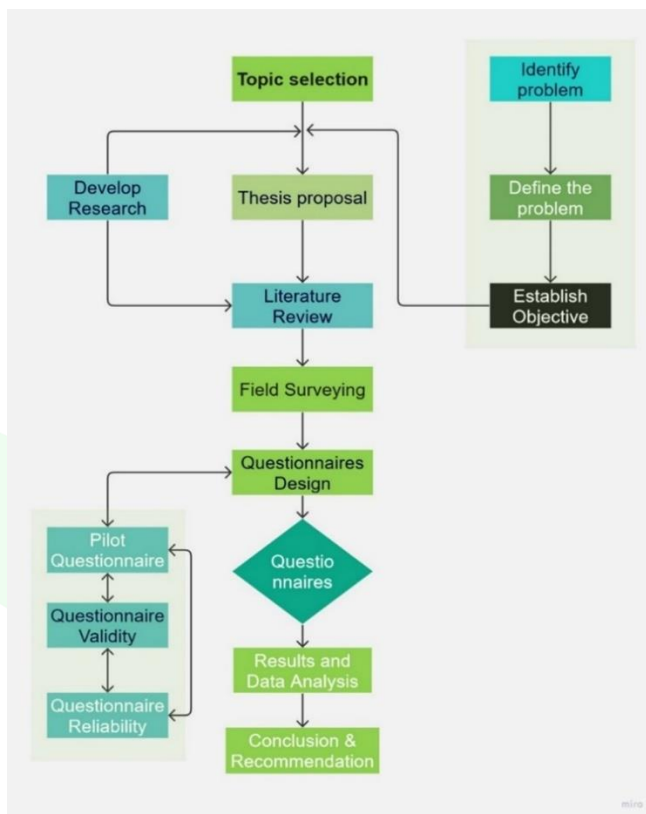 Topic selection
Identify
problem
Develop
Research
Thesis proposal
Define the
problem
Literature
Review
Establish
Objective
Field Surveying
Questionnaires
Design
Pilot
Questionnaire
Questio
nnaires
Questionnaire
Validity
Results and
Data Analysis
Questionnaire
Reliability
Conclusion &
Recommendation
miro